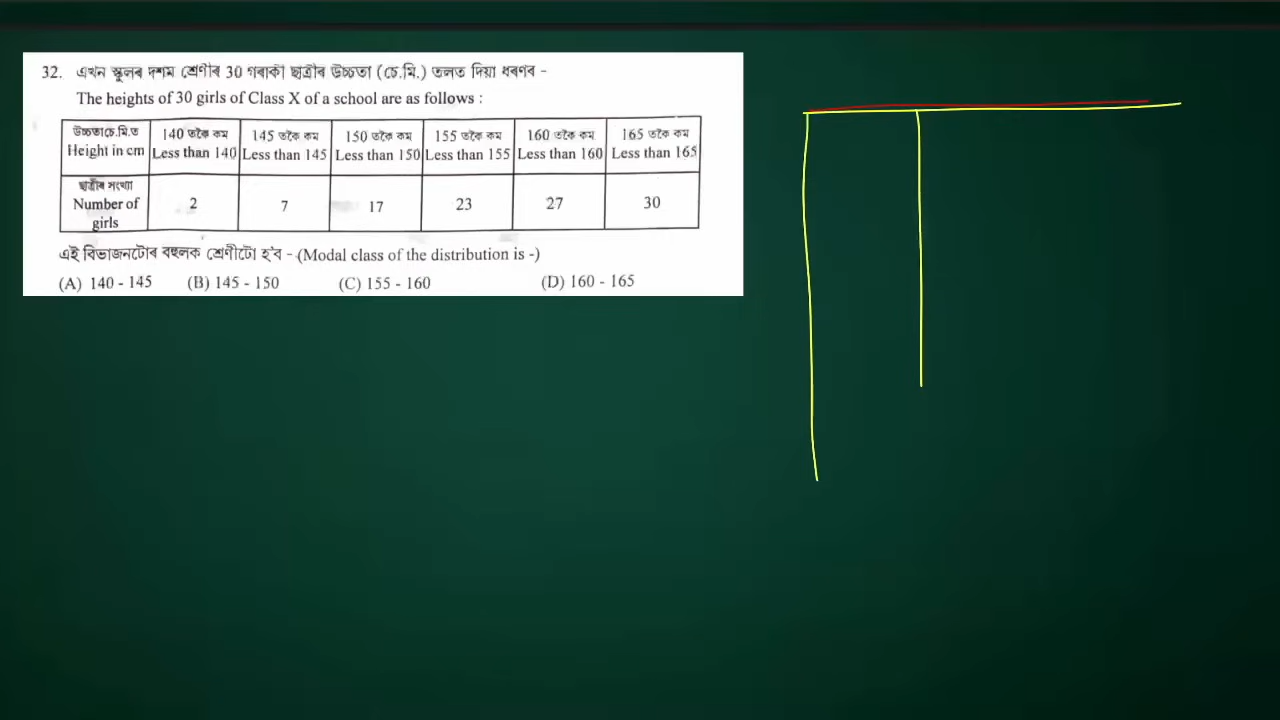 32. এখন স্কুলৰ দশম শ্ৰেণীৰ 30 গৰাকী ছাত্ৰীৰ উচ্চতা (চে.মি.) তলত দিয়া ধৰণৰ -
The heights of 30 girls of Class X of a school are as follows :
উচ্চতাচে.মি.ত 140 তকৈ কম 145 তকৈ কম 150 তকৈ কম 155 তকৈ কম 160 তকৈ কম 165 তকৈ কম
Height in cm Less than 140 Less than 145 Less than 150 Less than 155 Less than 160 Less than 165
ছাত্ৰীৰ সংখ্যা
Number of 2 7 17 23 27 30
girls
এই বিভাজনটোৰ বহুলক শ্ৰেণীটো হ'ব - (Modal class of the distribution is -)
(A) 140 - 145 (B) 145 - 150 (C) 155 - 160 (D) 160 - 165